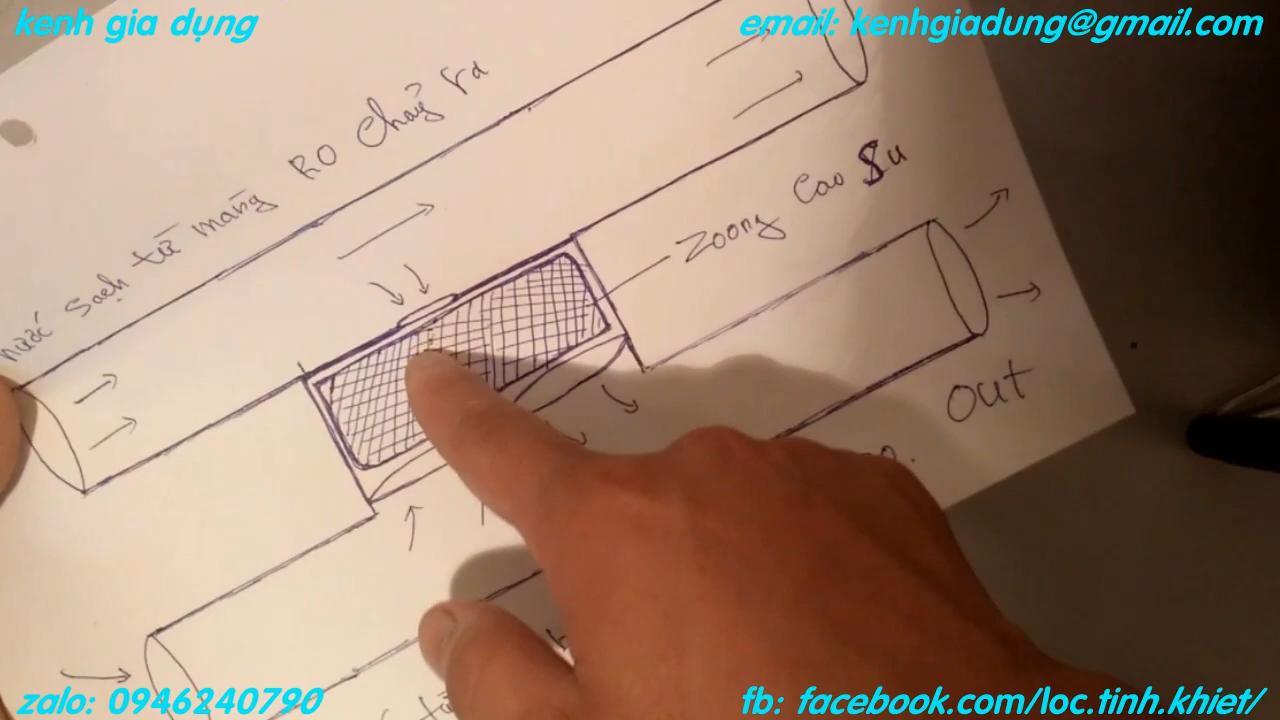 kenh gia dụng
email: kenhgiadung@gmail.com
nước sạch từ màng RO chảy ra
Zoong Cao Su
OUT
zalo: 0946240790
fb: facebook.com/loc.tinh.khiet/